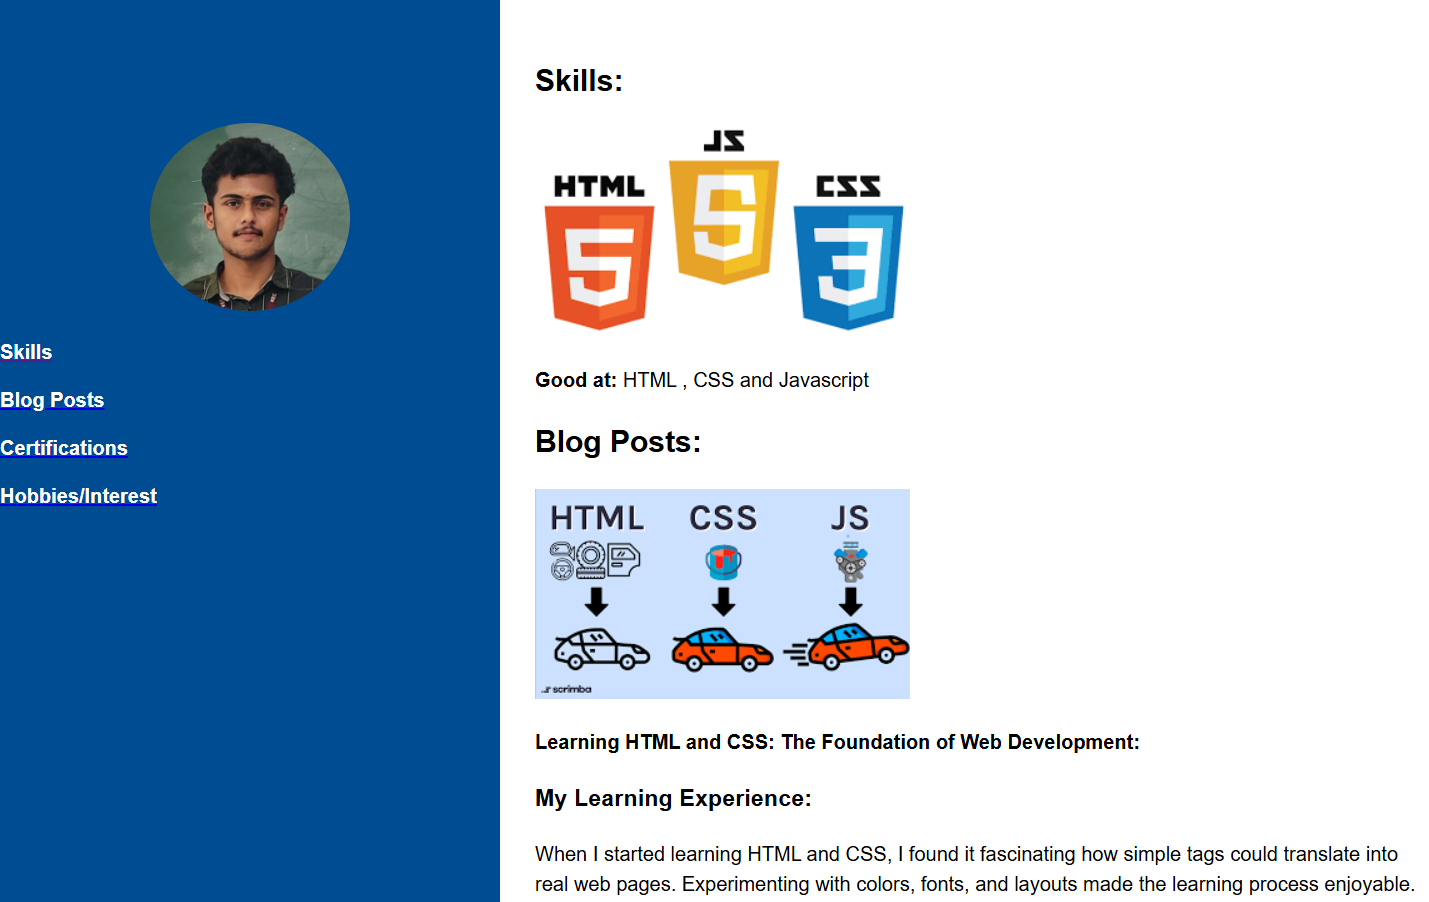 Skills
Blog Posts
Certifications
Hobbies/Interest
Skills:
JS
HTML
CSS
5
5
3
Good at: HTML , CSS and Javascript
Blog Posts:
HTML CSS JS
scrimba
Learning HTML and CSS: The Foundation of Web Development:
My Learning Experience:
When I started learning HTML and CSS, I found it fascinating how simple tags could translate into
real web pages. Experimenting with colors, fonts, and layouts made the learning process enjoyable.